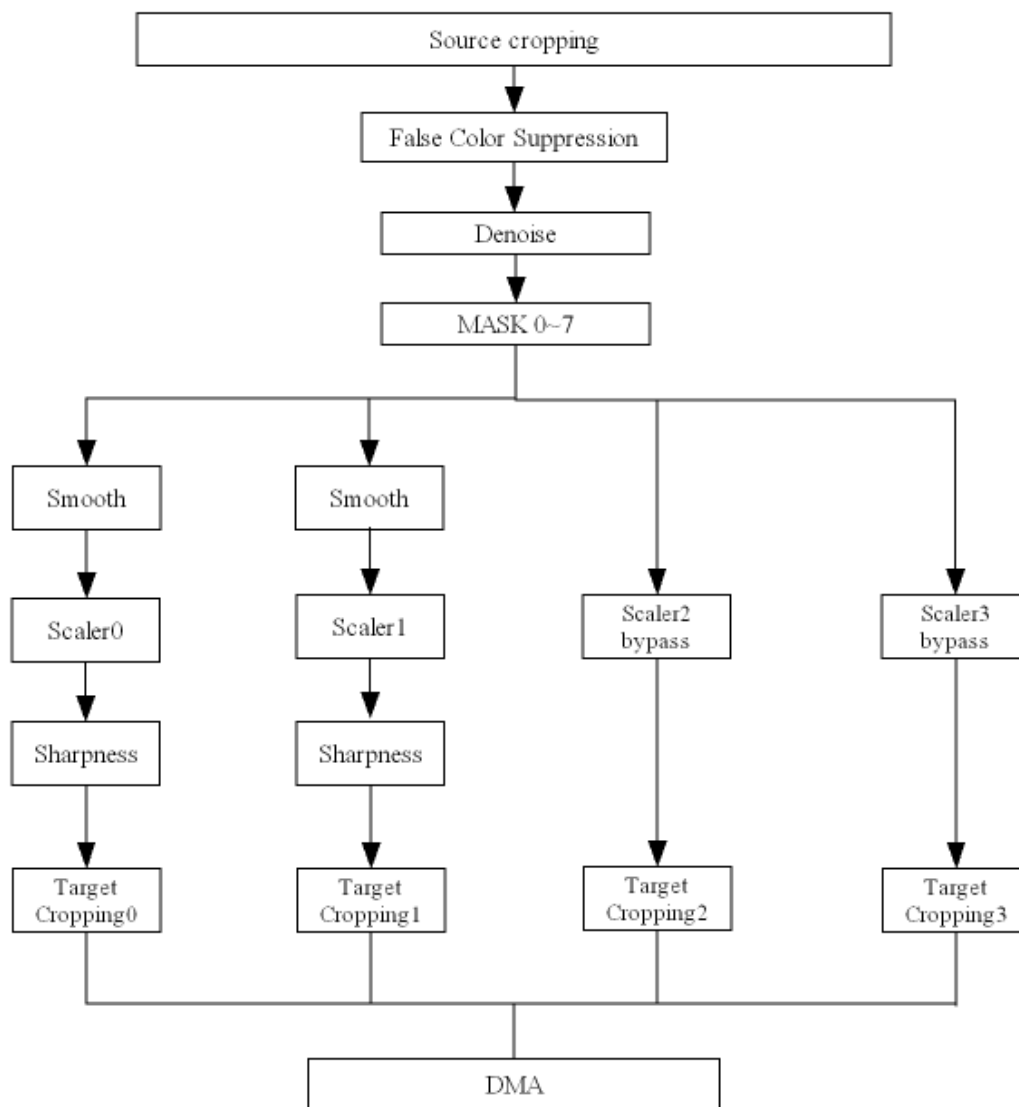 Source cropping
False Color Suppression
Denoise
MASK 0~7
Smooth
Smooth
Scaler0
Scaler1
Scaler2
bypass
Scaler3
bypass
Sharpness
Sharpness
Target
Cropping0
Target
Cropping1
Target
Cropping2
Target
Cropping3
DMA